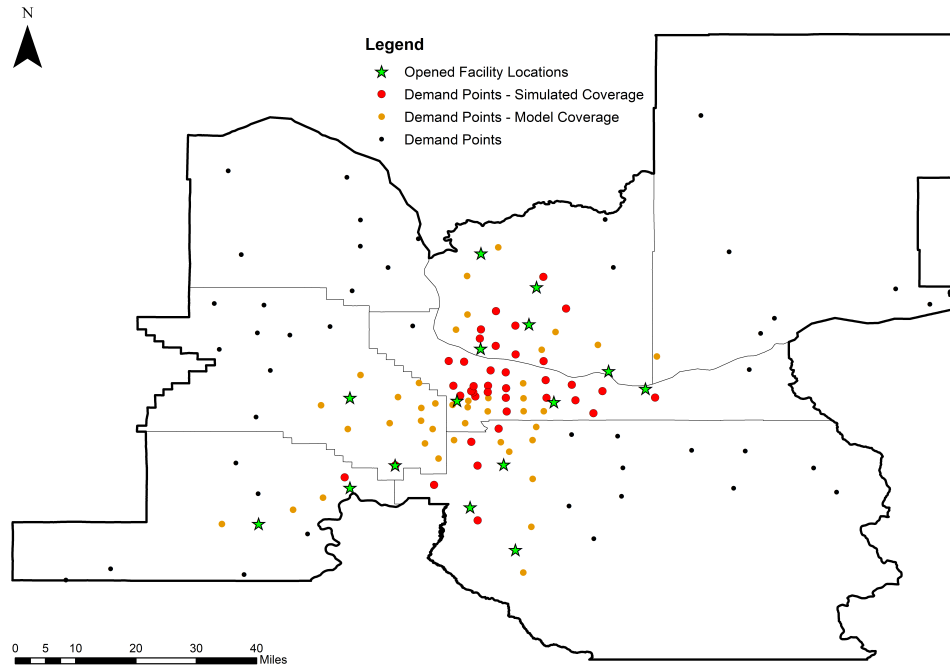 N
Legend
Opened Facility Locations
Demand Points - Simulated Coverage
Demand Points - Model Coverage
Demand Points
0 5 10 20 30 40
Miles